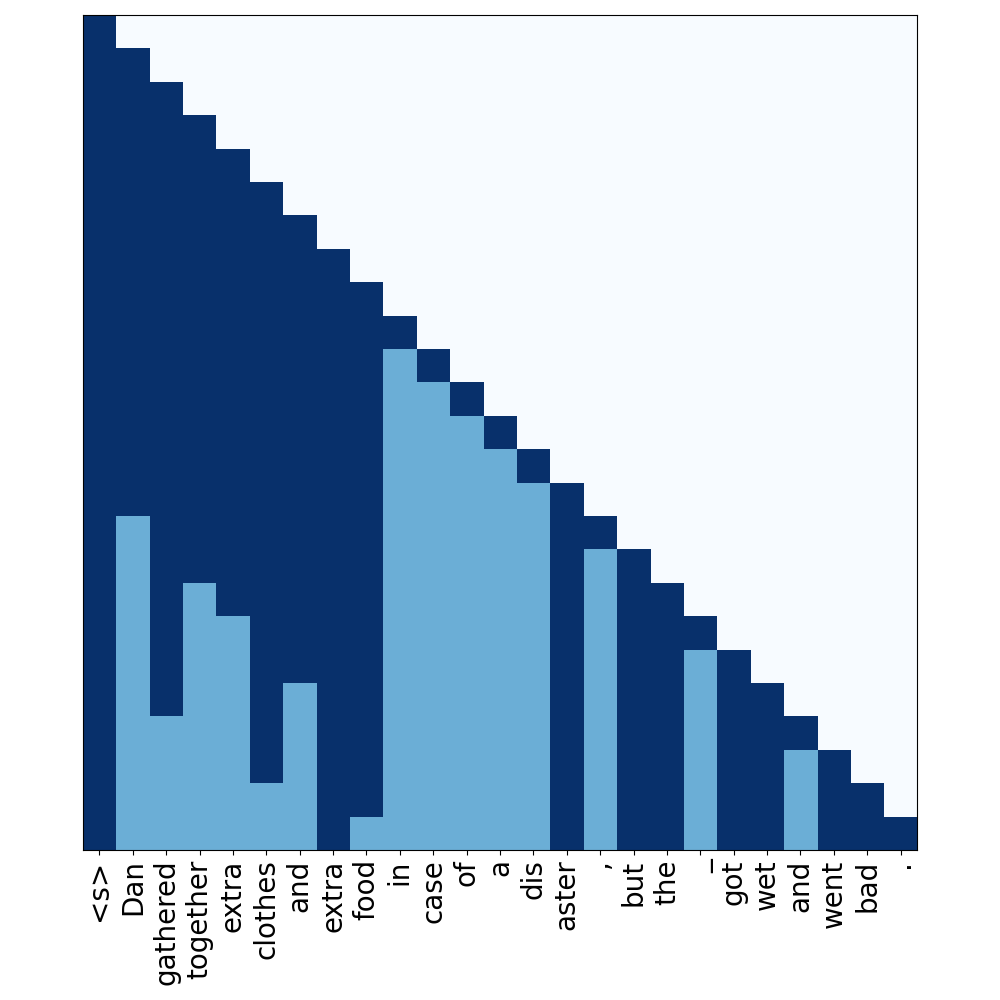 <s>
Dan
gathered
together
extra
clothes
and
extra
food
in
case
of
a
dis
aster
,
but
the
_
got
wet
and
went
bad
.